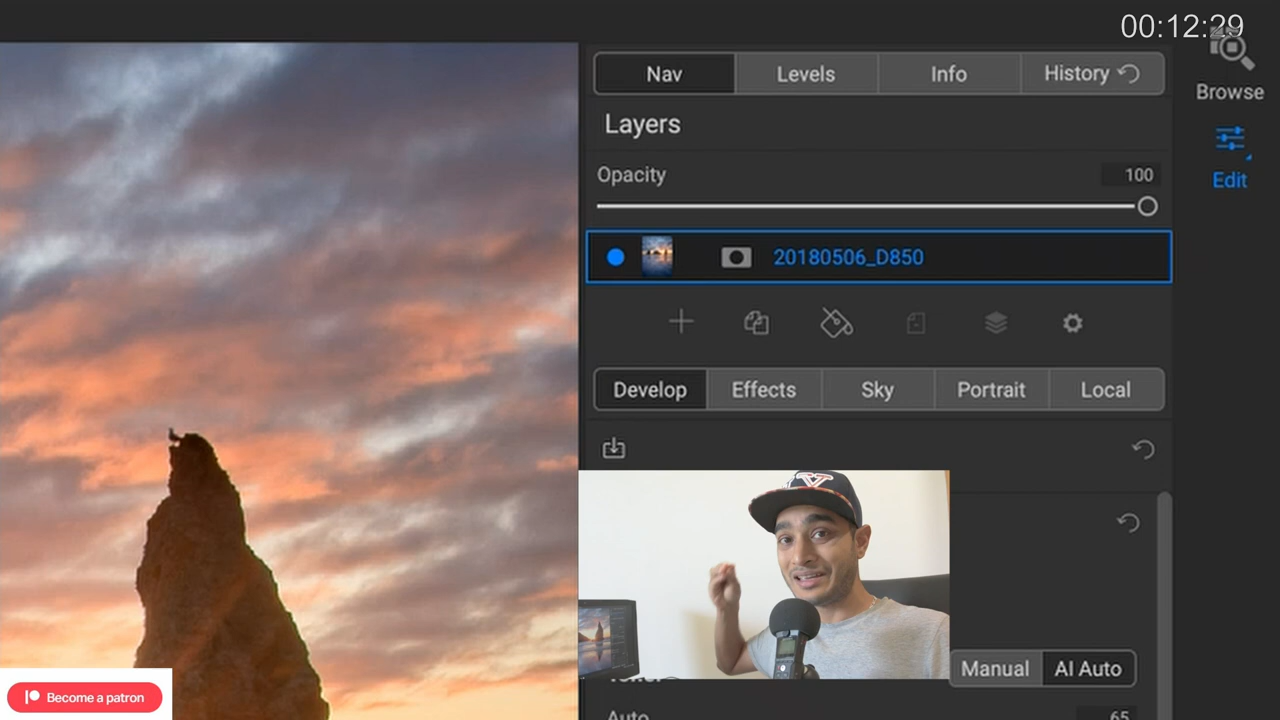 00:12:29
Browse
Edit
Nav
Levels
Info
History
Layers
Opacity
100
20180506_D850
Develop
Effects
Sky
Portrait
Local
Manual
AI Auto
Auto
65
Become a patron